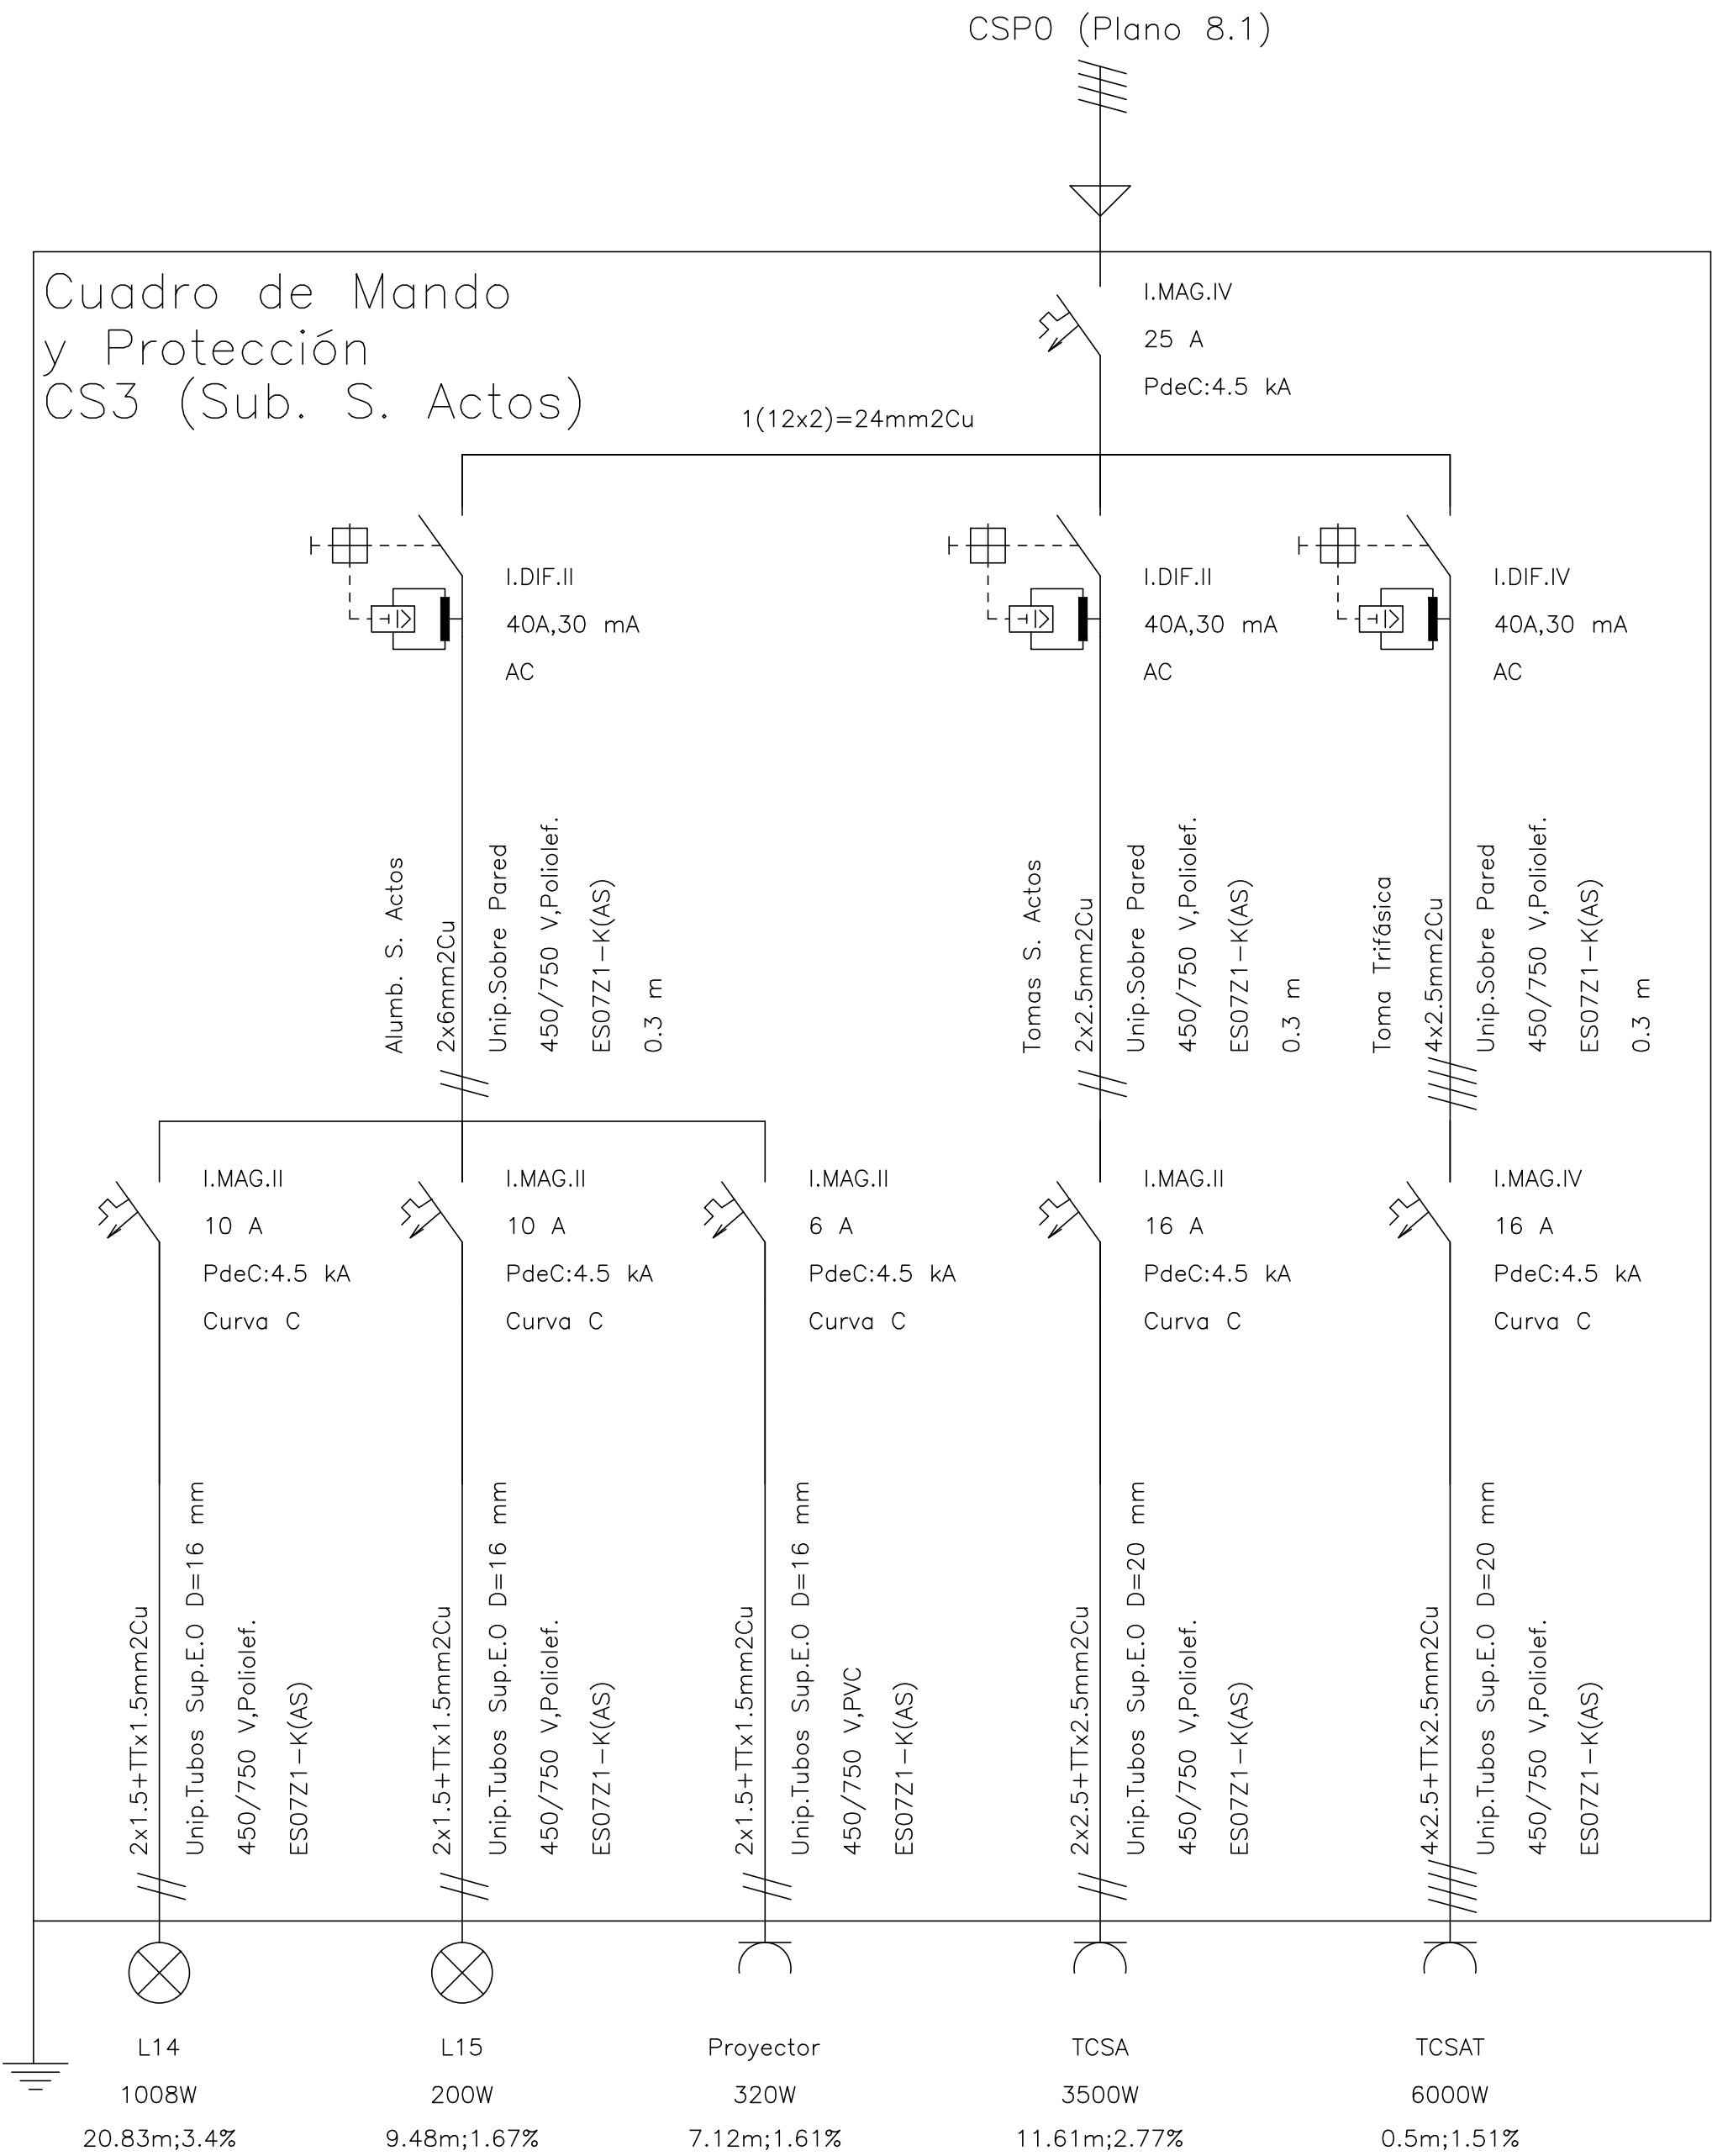 CSP0 (Plano 8.1)
Cuadro de Mando
y Protección
CS3 (Sub. S. Actos)
I.MAG.IV
25 A
PdeC:4.5 kA
1(12x2)=24mm2Cu
I.DIF.II
40A,30 mA
AC
I.DIF.II
40A,30 mA
AC
I.DIF.IV
40A,30 mA
AC
Alumb. S. Actos
2x6mm2Cu
Unip.Sobre Pared
450/750 V,Poliolef.
ES07Z1-K(AS)
0.3 m
Tomas S. Actos
2x2.5mm2Cu
Unip.Sobre Pared
450/750 V,Poliolef.
ES07Z1-K(AS)
0.3 m
Toma Trifásica
4x2.5mm2Cu
Unip.Sobre Pared
450/750 V,Poliolef.
ES07Z1-K(AS)
0.3 m
I.MAG.II
10 A
PdeC:4.5 kA
Curva C
I.MAG.II
10 A
PdeC:4.5 kA
Curva C
I.MAG.II
6 A
PdeC:4.5 kA
Curva C
I.MAG.II
16 A
PdeC:4.5 kA
Curva C
I.MAG.IV
16 A
PdeC:4.5 kA
Curva C
2x1.5+TTx1.5mm2Cu
Unip.Tubos Sup.E.O D=16 mm
450/750 V,Poliolef.
ES07Z1-K(AS)
2x1.5+TTx1.5mm2Cu
Unip.Tubos Sup.E.O D=16 mm
450/750 V,Poliolef.
ES07Z1-K(AS)
2x1.5+TTx1.5mm2Cu
Unip.Tubos Sup.E.O D=16 mm
450/750 V,PVC
ES07Z1-K(AS)
2x2.5+TTx2.5mm2Cu
Unip.Tubos Sup.E.O D=20 mm
450/750 V,Poliolef.
ES07Z1-K(AS)
4x2.5+TTx2.5mm2Cu
Unip.Tubos Sup.E.O D=20 mm
450/750 V,Poliolef.
ES07Z1-K(AS)
L14
1008W
20.83m;3.4%
L15
200W
9.48m;1.67%
Proyector
320W
7.12m;1.61%
TCSA
3500W
11.61m;2.77%
TCSAT
6000W
0.5m;1.51%